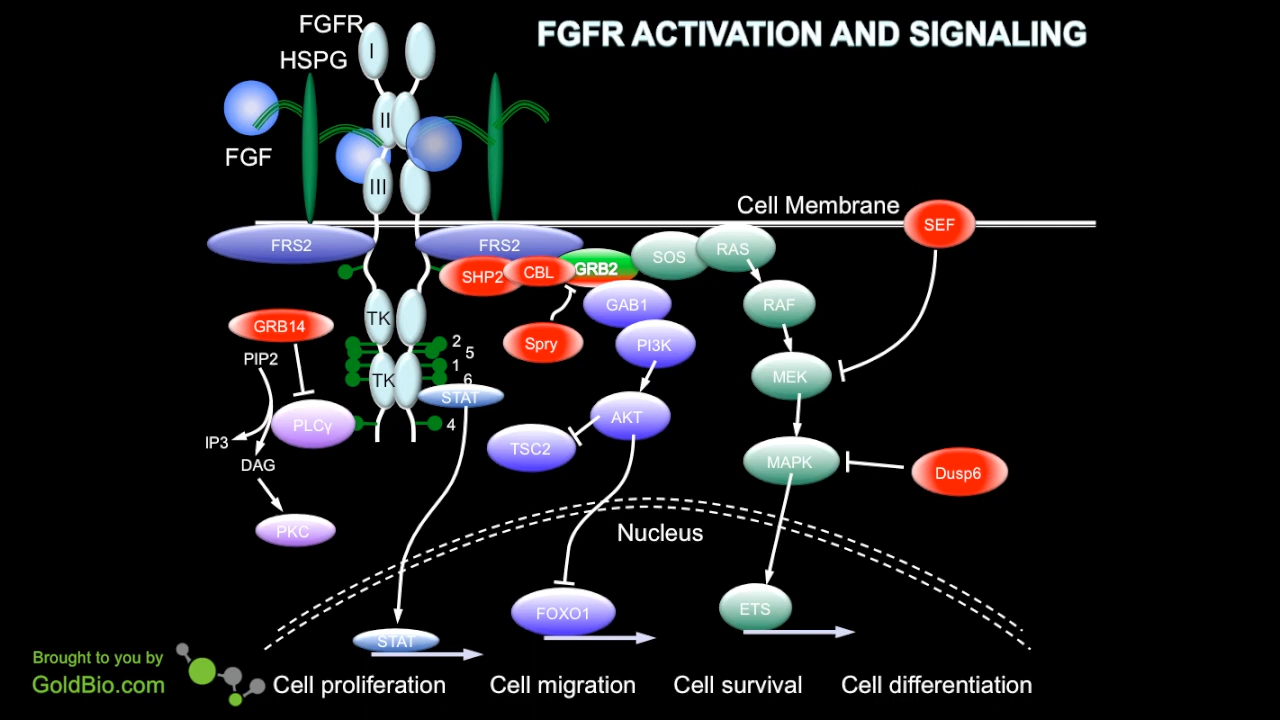 FGFR ACTIVATION AND SIGNALING
FGFR
HSPG
I
II
FGF
III
Cell Membrane
SEF
FRS2
FRS2
SHP2
CBL
GRB2
SOS
RAS
GAB1
RAF
TK
GRB14
Spry
PI3K
PIP2
2
5
1
6
TK
STAT
MEK
PLCγ
4
AKT
IP3
DAG
TSC2
MAPK
Dusp6
PKC
Nucleus
FOXO1
ETS
STAT
Brought to you by
GoldBio.com
Cell proliferation
Cell migration
Cell survival
Cell differentiation